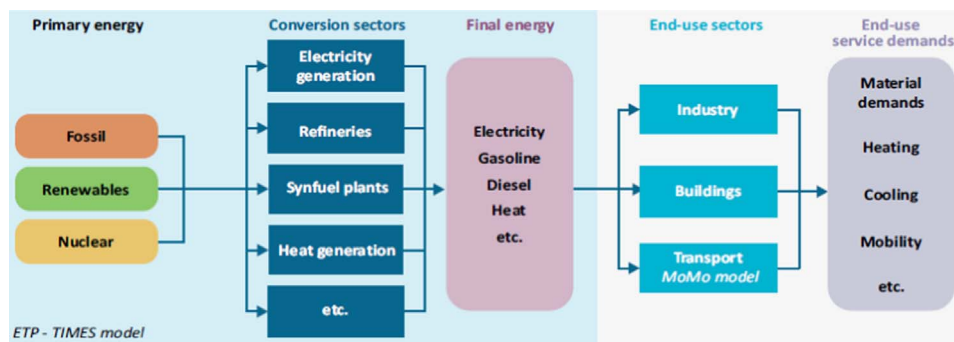 Primary energy
Conversion sectors
Final energy
End-use sectors
End-use
service demands
Fossil
Renewables
Nuclear
Electricity
generation
Refineries
Synfuel plants
Heat generation
etc.
Electricity
Gasoline
Diesel
Heat
etc.
Industry
Buildings
Transport
MoMo model
Material
demands
Heating
Cooling
Mobility
etc.
ETP - TIMES model